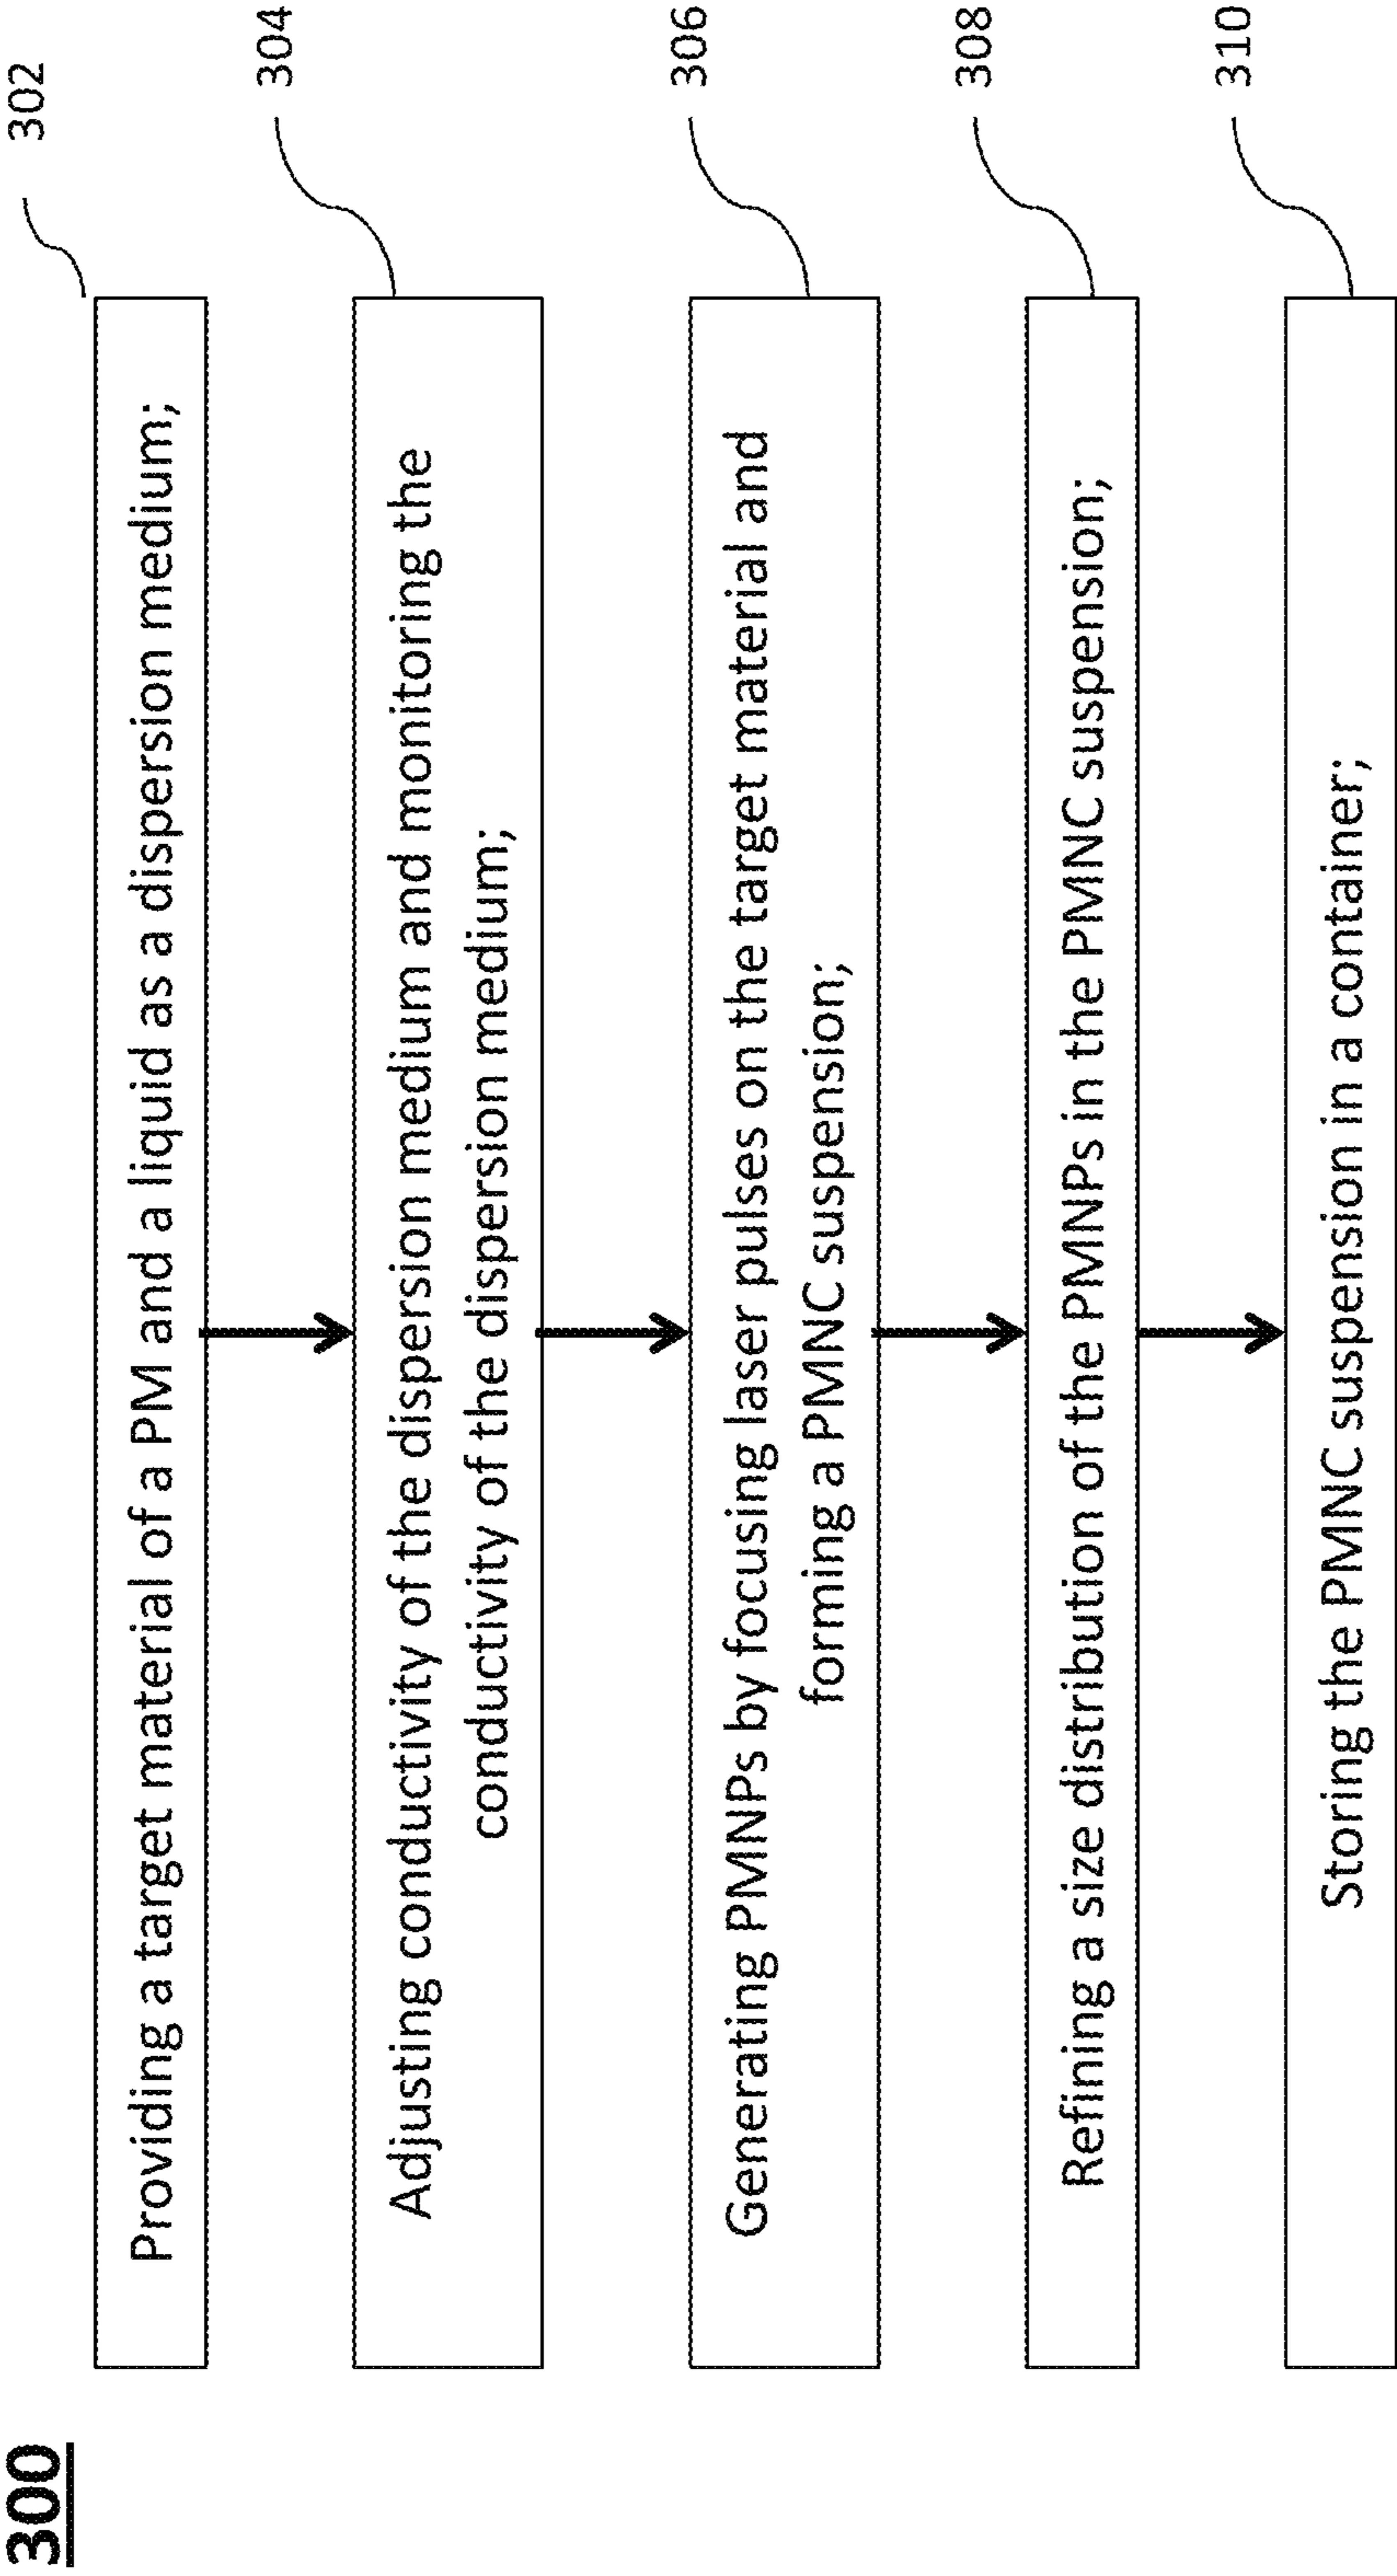 300
302
Providing a target material of a PM and a liquid as a dispersion medium;
304
Adjusting conductivity of the dispersion medium and monitoring the
conductivity of the dispersion medium;
306
Generating PMNPs by focusing laser pulses on the target material and
forming a PMNC suspension;
308
Refining a size distribution of the PMNPs in the PMNC suspension;
310
Storing the PMNC suspension in a container;